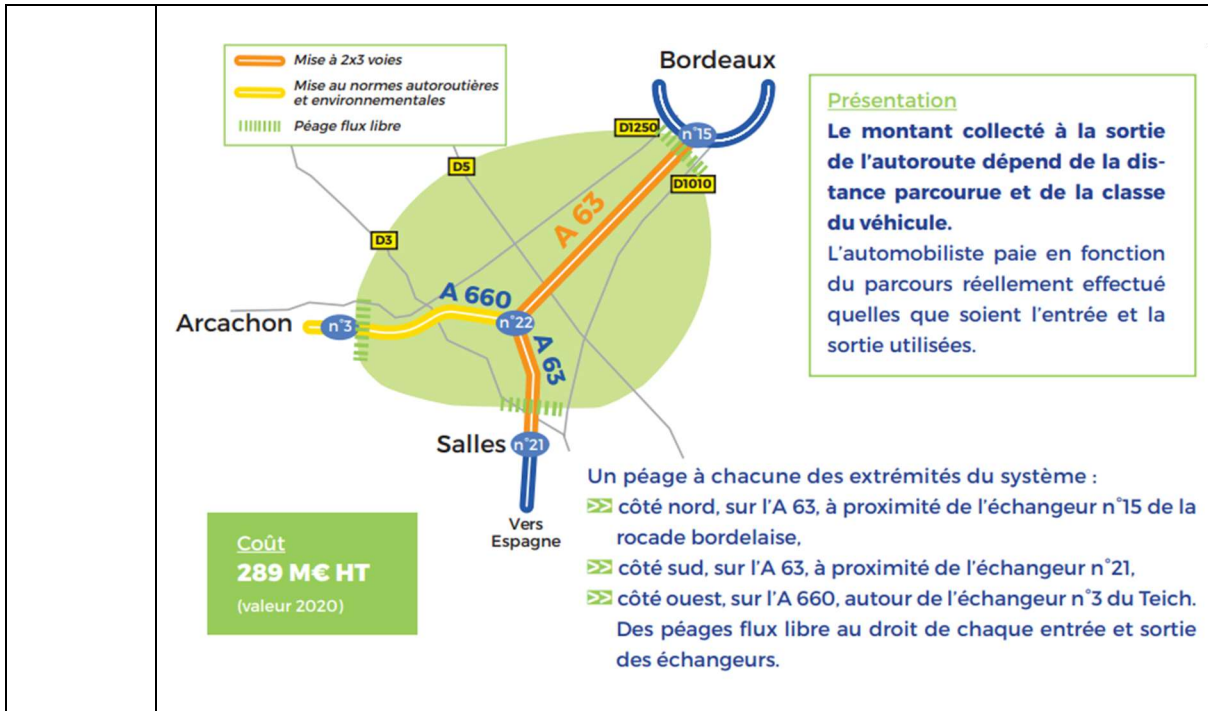 Mise à 2x3 voies
Mise au normes autoroutières
et environnementales
Péage flux libre
Bordeaux
D1250
n°15
D5
D1010
A 63
D3
A 660
Arcachon
n°3
n°22
A 63
Salles
n°21
Vers
Espagne
Présentation
Le montant collecté à la sortie
de l'autoroute dépend de la dis-
tance parcourue et de la classe
du véhicule.
L'automobiliste paie en fonction
du parcours réellement effectué
quelles que soient l'entrée et la
sortie utilisées.
Coût
289 M€ HT
(valeur 2020)
Un péage à chacune des extrémités du système :
>> côté nord, sur l'A 63, à proximité de l'échangeur n°15 de la
rocade bordelaise,
>> côté sud, sur l'A 63, à proximité de l'échangeur n°21,
>> côté ouest, sur l'A 660, autour de l'échangeur n°3 du Teich.
Des péages flux libre au droit de chaque entrée et sortie
des échangeurs.